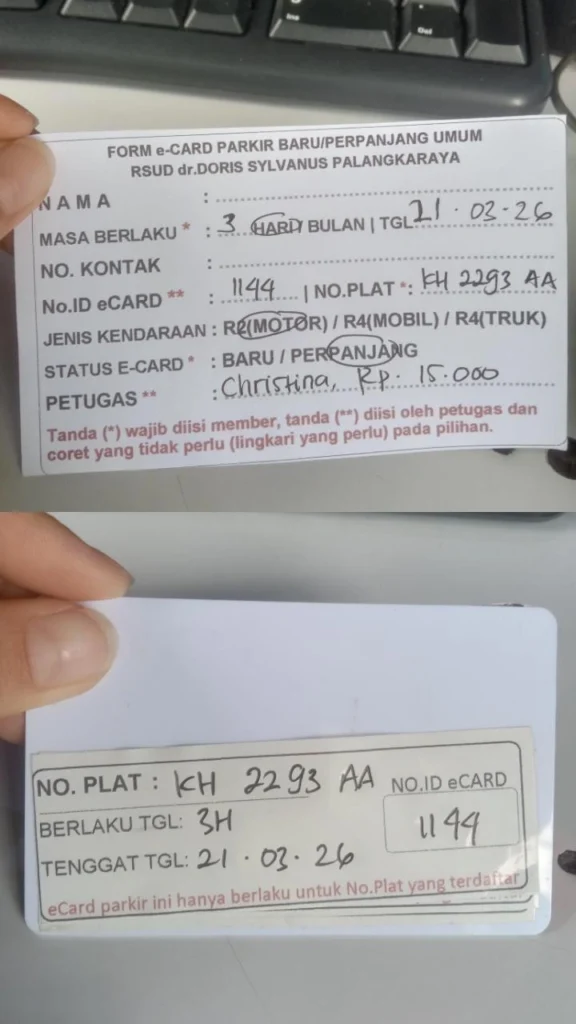 FORM e-CARD PARKIR BARU/PERPANJANG UMUM
RSUD dr.DORIS SYLVANUS PALANGKARAYA
NAMA :
MASA BERLAKU * : 3 HARI/ BULAN | TGL 21 · 03 · 26
NO. KONTAK :
No.ID eCARD ** : 1144 | NO.PLAT *: KH 2293 AA
JENIS KENDARAAN : R2(MOTOR) / R4(MOBIL) / R4(TRUK)
STATUS E-CARD * : BARU / PERPANJANG
PETUGAS ** : Christina, Rp. 15.000
Tanda (*) wajib diisi member, tanda (**) diisi oleh petugas dan
coret yang tidak perlu (lingkari yang perlu) pada pilihan.
NO. PLAT : KH 2293 AA
NO.ID eCARD
BERLAKU TGL: 3H
1144
TENGGAT TGL: 21 · 03 · 26
eCard parkir ini hanya berlaku untuk No.Plat yang terdaftar